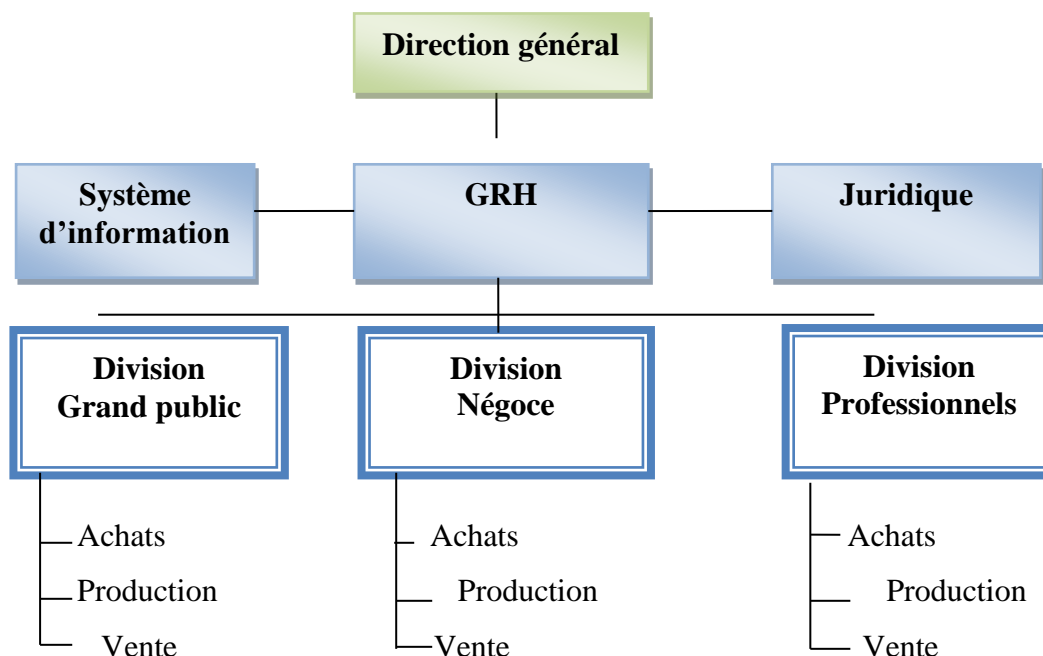 Direction général
Système
d’information
GRH
Juridique
Division
Grand public
Division
Négoce
Division
Professionnels
Achats
Production
Vente
Achats
Production
Vente
Achats
Production
Vente